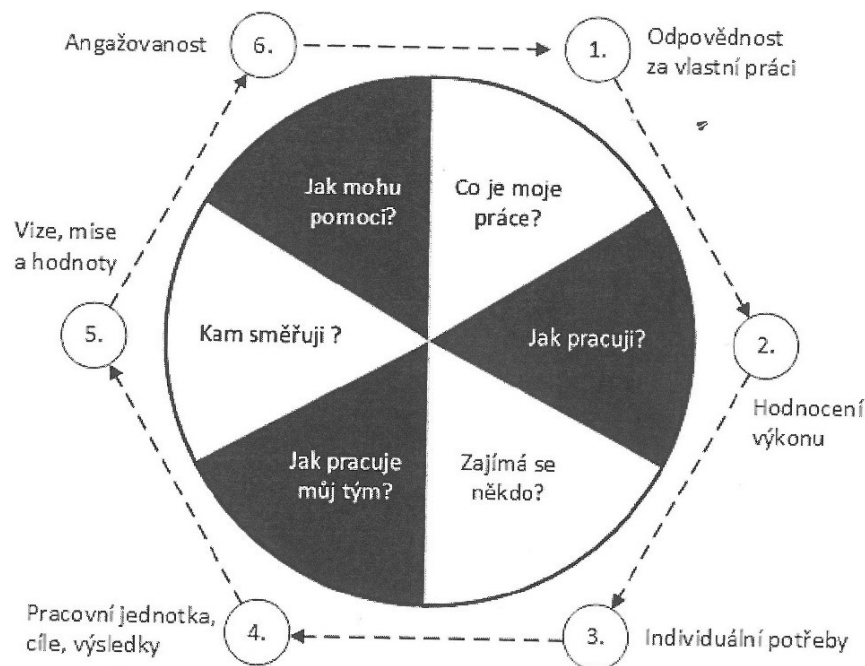 Angažovanost
6.
1.
Odpovědnost
za vlastní práci
Jak mohu
pomoci?
Co je moje
práce?
Vize, mise
a hodnoty
5.
Kam směřuji ?
Jak pracuji?
2.
Hodnocení
výkonu
Jak pracuje
můj tým?
Zajímá se
někdo?
Pracovní jednotka,
cíle, výsledky
4.
3.
Individuální potřeby